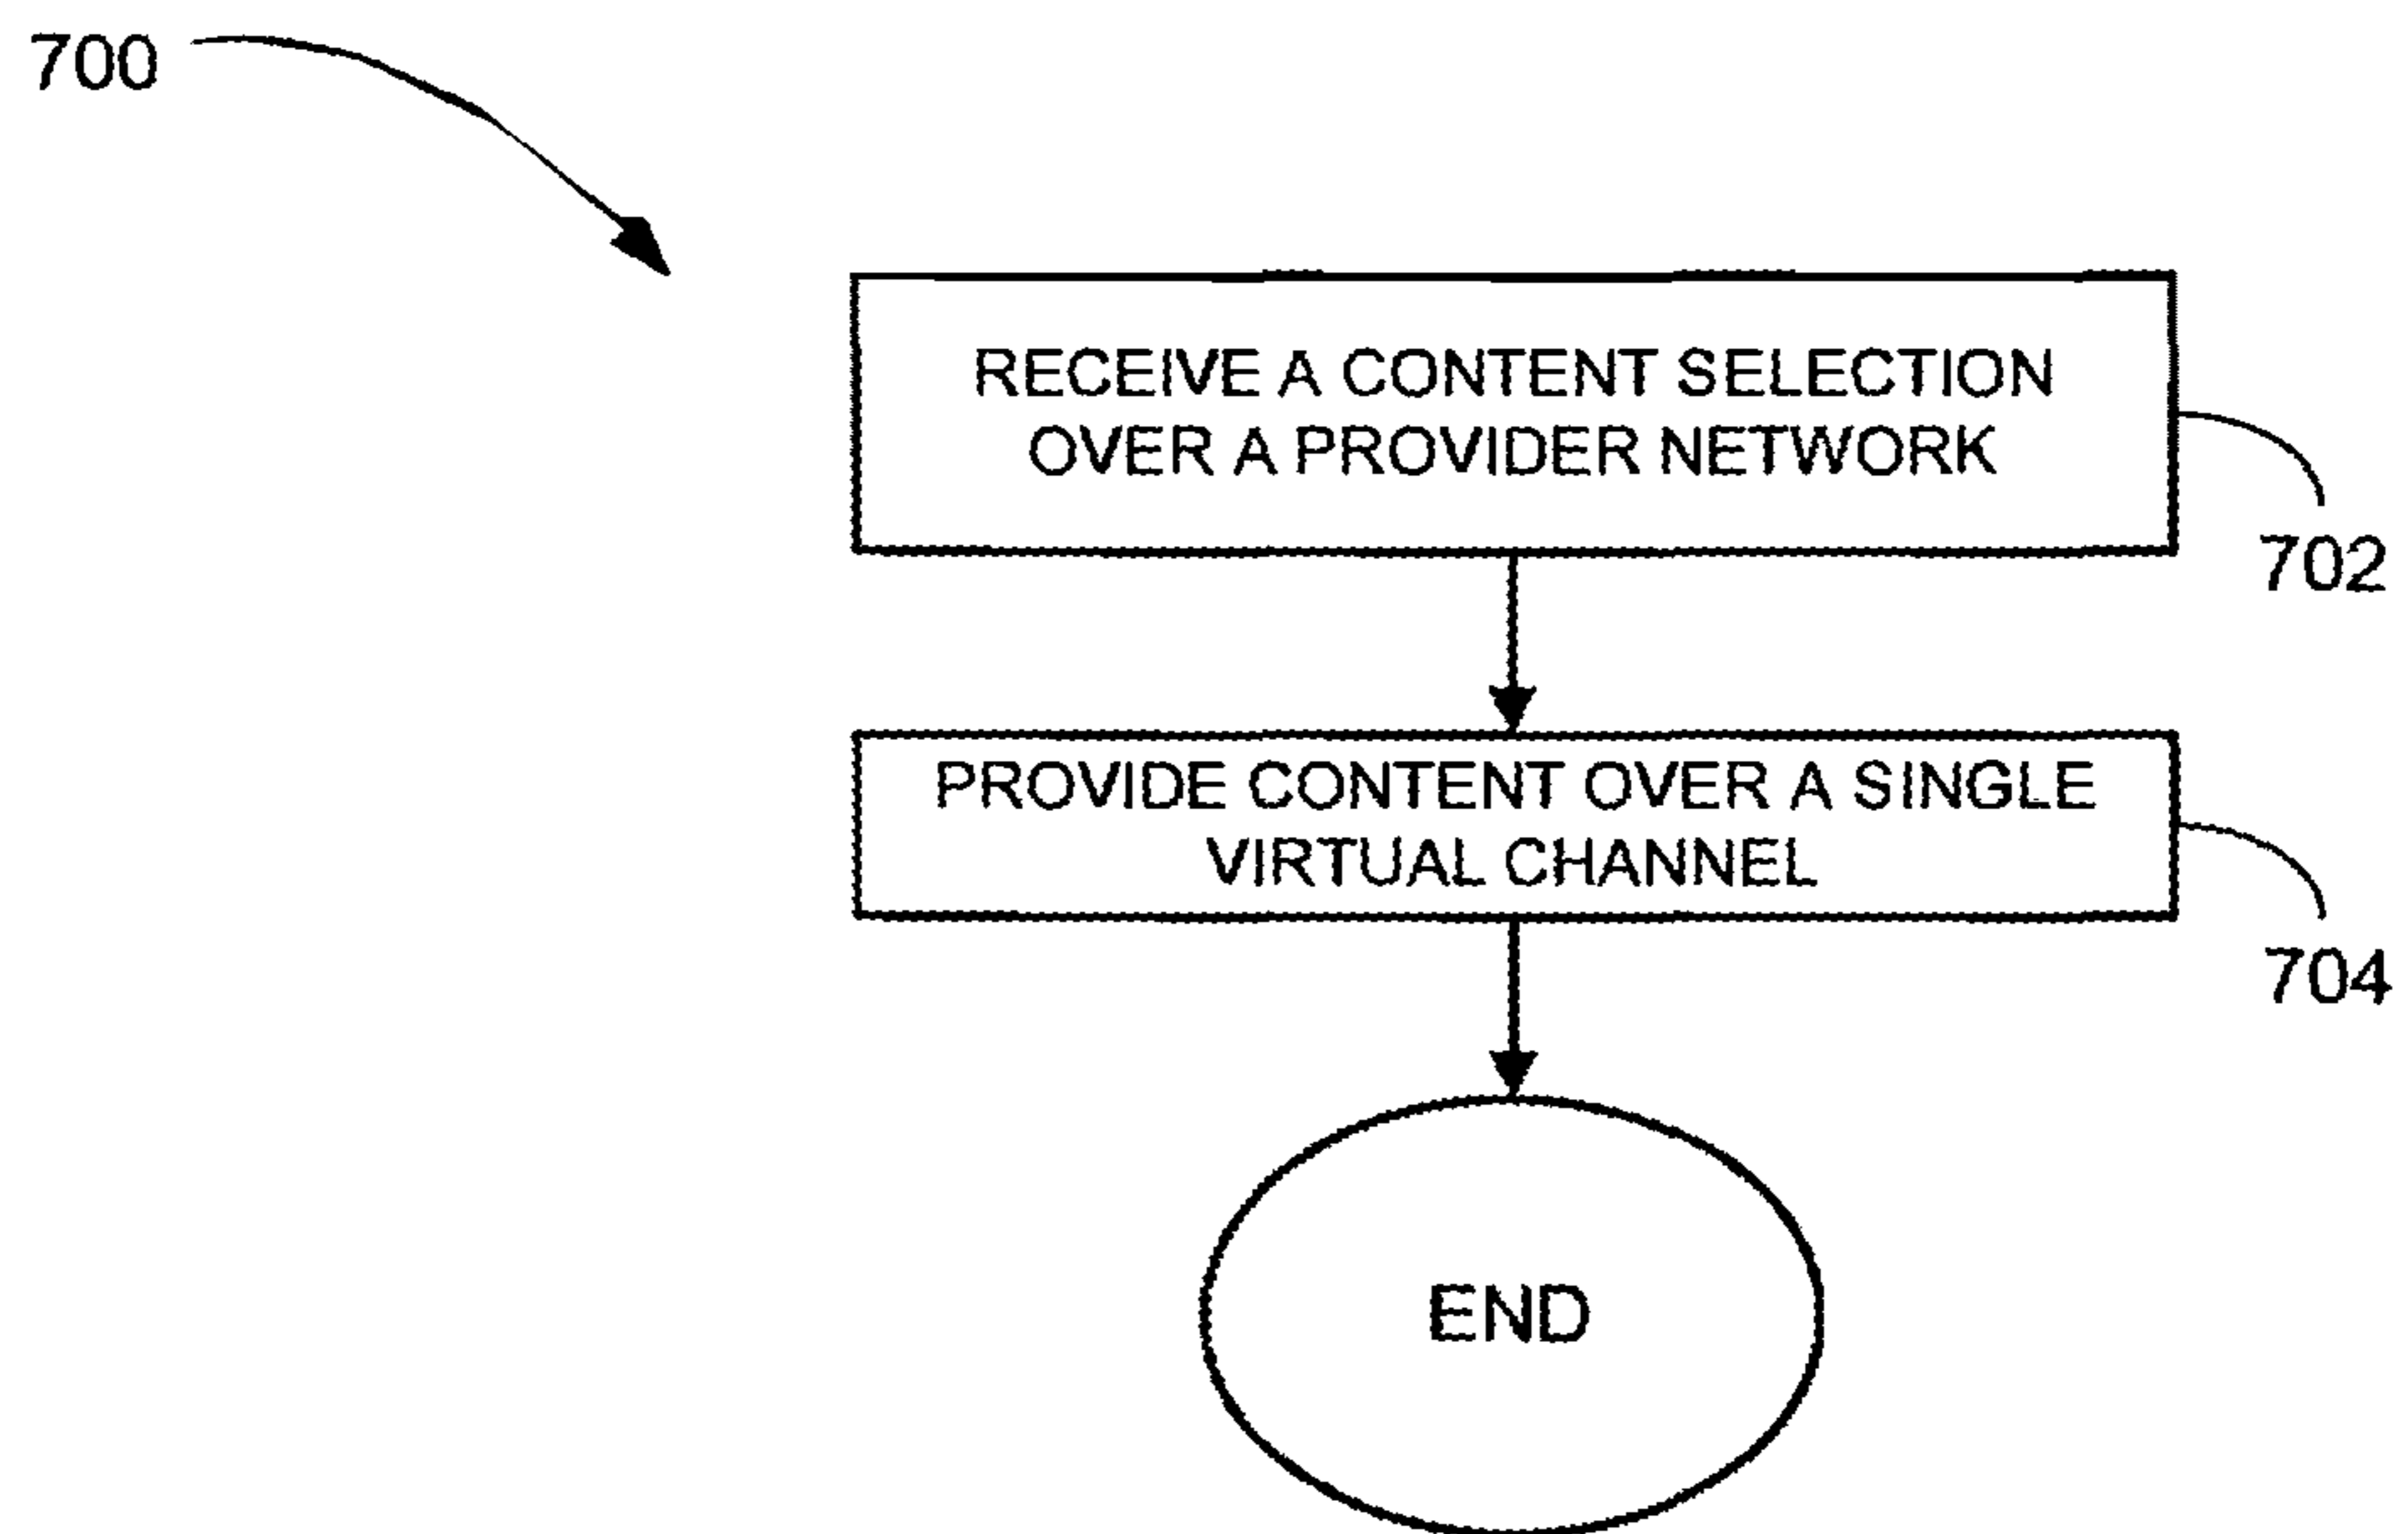 700
RECEIVE A CONTENT SELECTION
OVER A PROVIDER NETWORK
702
PROVIDE CONTENT OVER A SINGLE
VIRTUAL CHANNEL
704
END